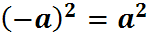 (−a)² = a²